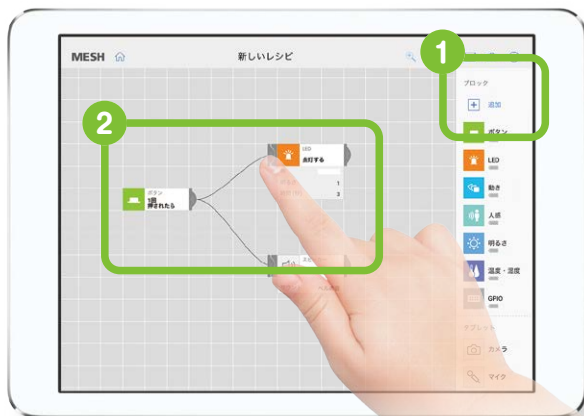 MESH
新しいレシピ
1
ブロック
追加
ボタン
LED
動き
人感
明るさ
温度・湿度
GPIO
タブレット
カメラ
マイク
2
LED
点灯する
1
3
ボタン
1回
押されたら